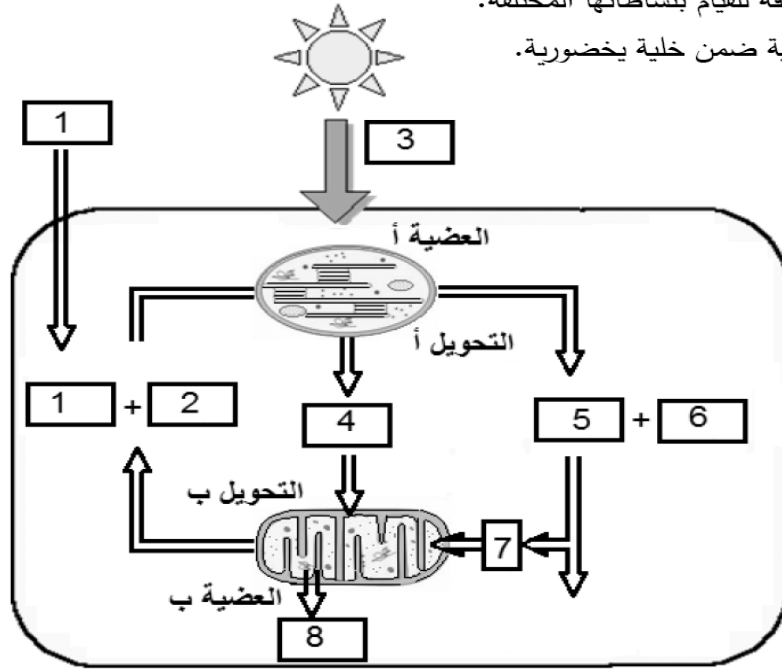 للقيام بنشاطاتها المختلفة.
ية ضمن خلية يخضورية.
1
3
العضية أ
التحويل أ
1 + 2
4
5 + 6
التحويل ب
7
العضية ب
8